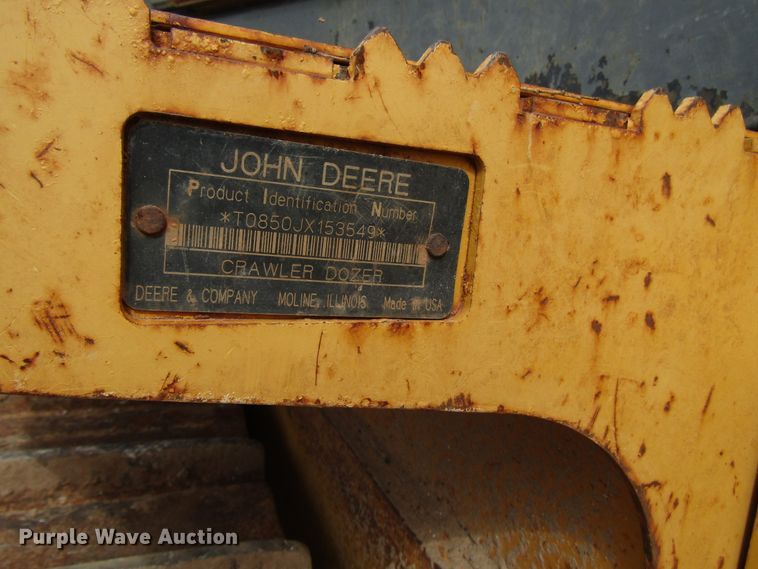 JOHN DEERE
Product Identification Number
*T0850JX153549*
CRAWLER DOZER
DEERE & COMPANY MOLINE, ILLINOIS Made in USA
Purple Wave Auction